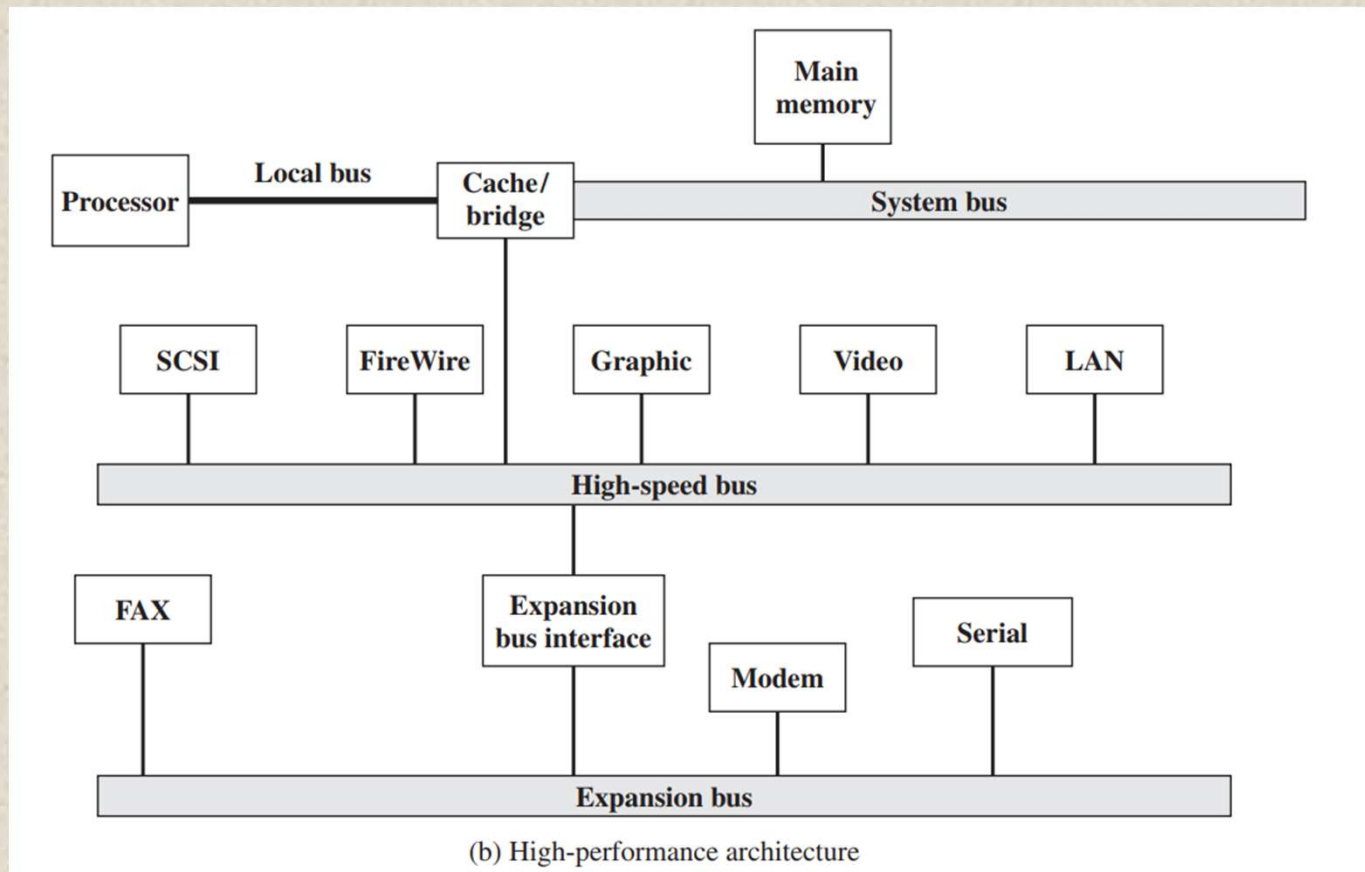 Main
memory
Local bus
Processor
Cache/
bridge
System bus
SCSI
FireWire
Graphic
Video
LAN
High-speed bus
FAX
Expansion
bus interface
Modem
Serial
Expansion bus
(b) High-performance architecture